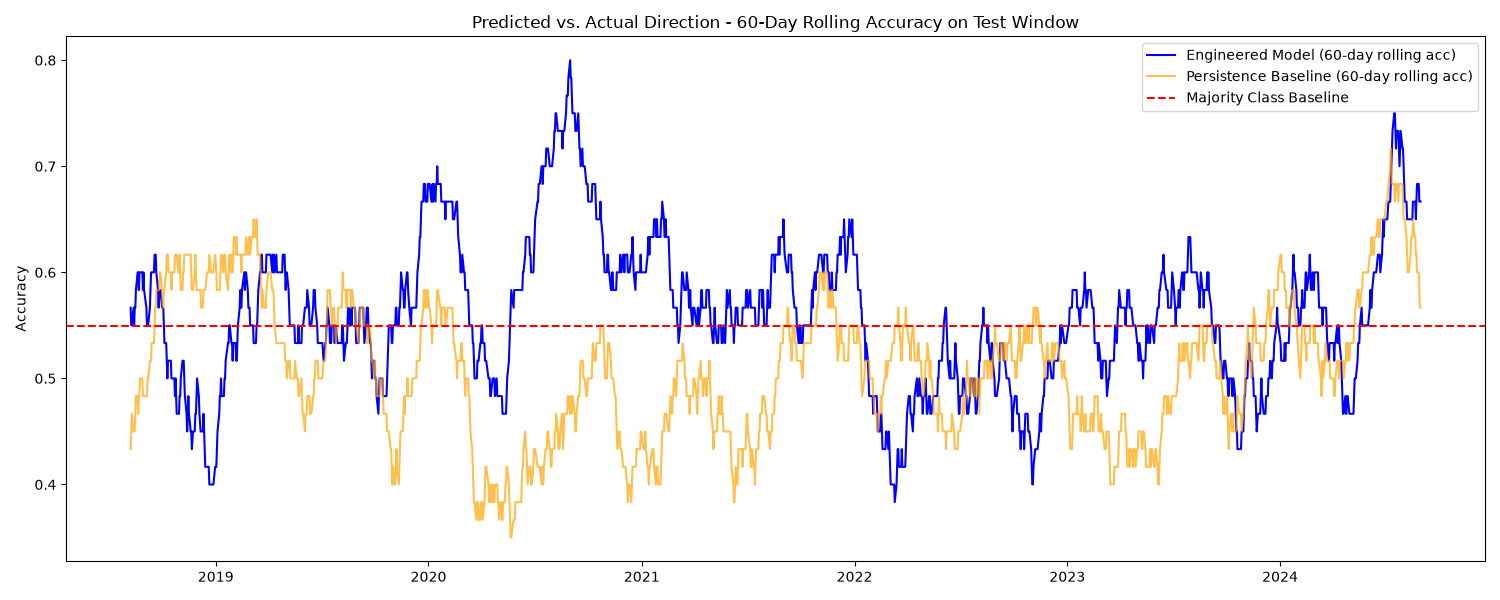 Predicted vs. Actual Direction - 60-Day Rolling Accuracy on Test Window
Engineered Model (60-day rolling acc)
Persistence Baseline (60-day rolling acc)
Majority Class Baseline
Accuracy
0.8
0.7
0.6
0.5
0.4
2019
2020
2021
2022
2023
2024